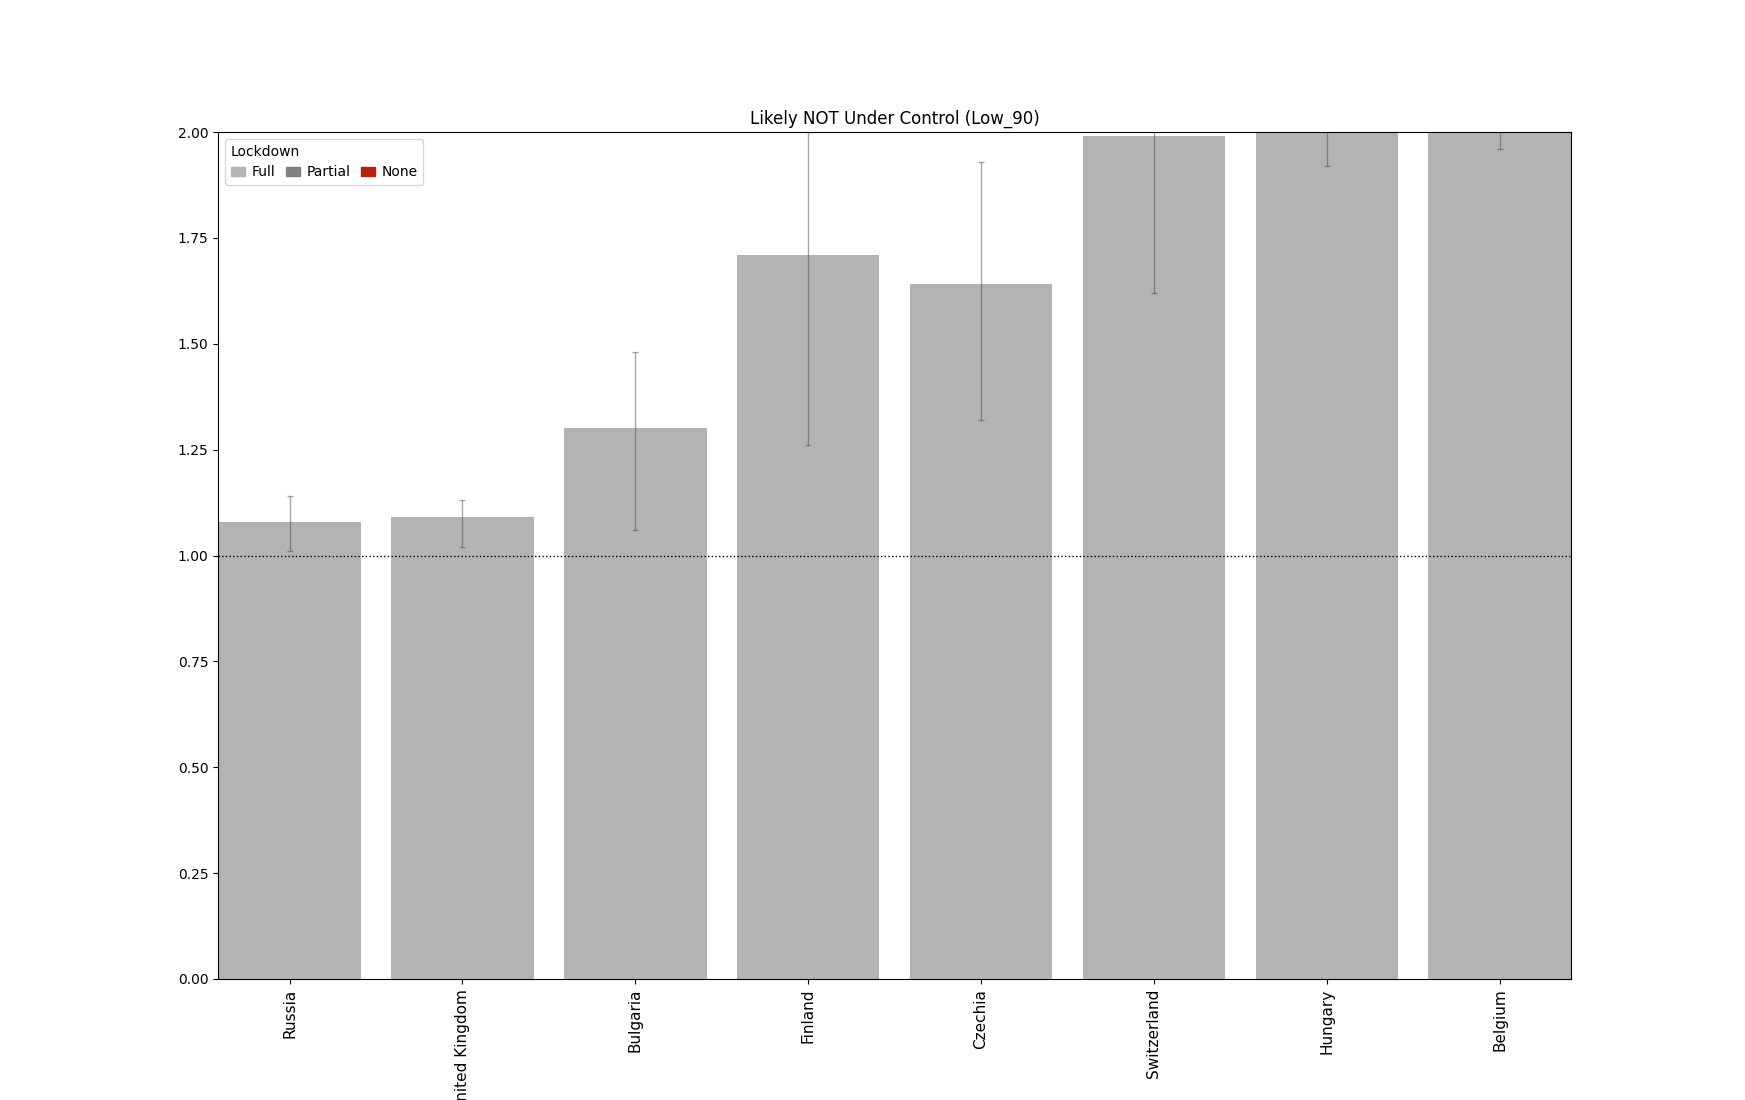 Likely NOT Under Control (Low_90)
Lockdown
Full Partial None
2.00
1.75
1.50
1.25
1.00
0.75
0.50
0.25
0.00
Russia
nited Kingdom
Bulgaria
Finland
Czechia
Switzerland
Hungary
Belgium